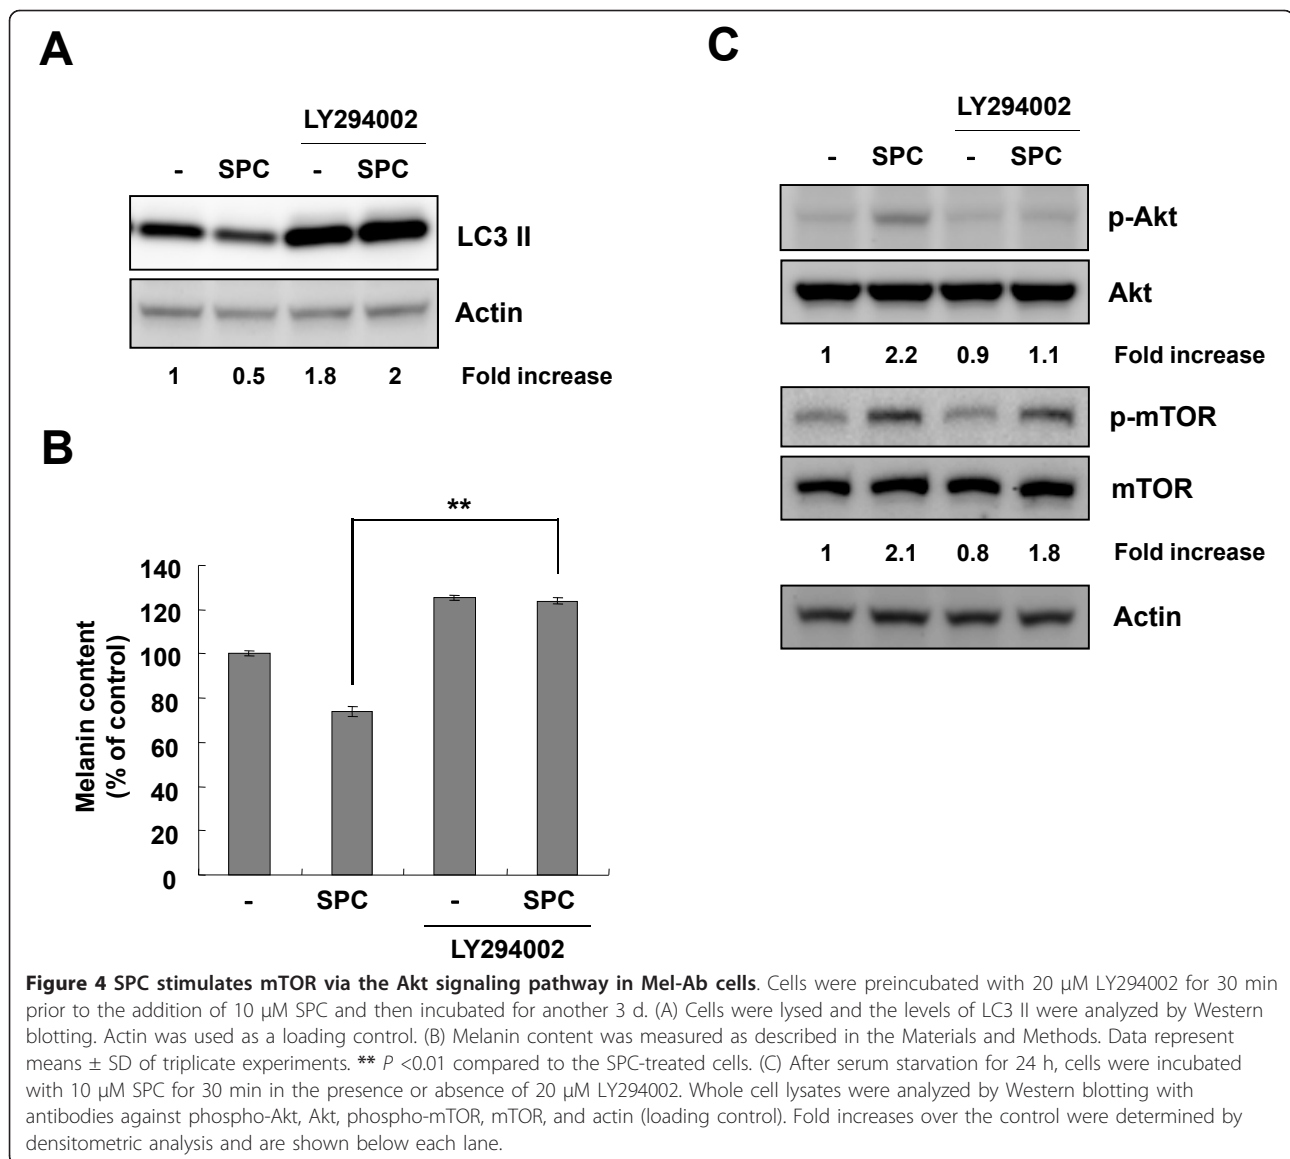 A
LY294002
- SPC - SPC
LC3 II
Actin
1 0.5 1.8 2 Fold increase
B
**
Melanin content
(% of control)
140
120
100
80
60
40
20
0
- SPC - SPC
LY294002
C
LY294002
- SPC - SPC
p-Akt
Akt
1 2.2 0.9 1.1 Fold increase
p-mTOR
mTOR
1 2.1 0.8 1.8 Fold increase
Actin
Figure 4 SPC stimulates mTOR via the Akt signaling pathway in Mel-Ab cells. Cells were preincubated with 20 μM LY294002 for 30 min
prior to the addition of 10 μM SPC and then incubated for another 3 d. (A) Cells were lysed and the levels of LC3 II were analyzed by Western
blotting. Actin was used as a loading control. (B) Melanin content was measured as described in the Materials and Methods. Data represent
means ± SD of triplicate experiments. ** P <0.01 compared to the SPC-treated cells. (C) After serum starvation for 24 h, cells were incubated
with 10 μM SPC for 30 min in the presence or absence of 20 μM LY294002. Whole cell lysates were analyzed by Western blotting with
antibodies against phospho-Akt, Akt, phospho-mTOR, mTOR, and actin (loading control). Fold increases over the control were determined by
densitometric analysis and are shown below each lane.